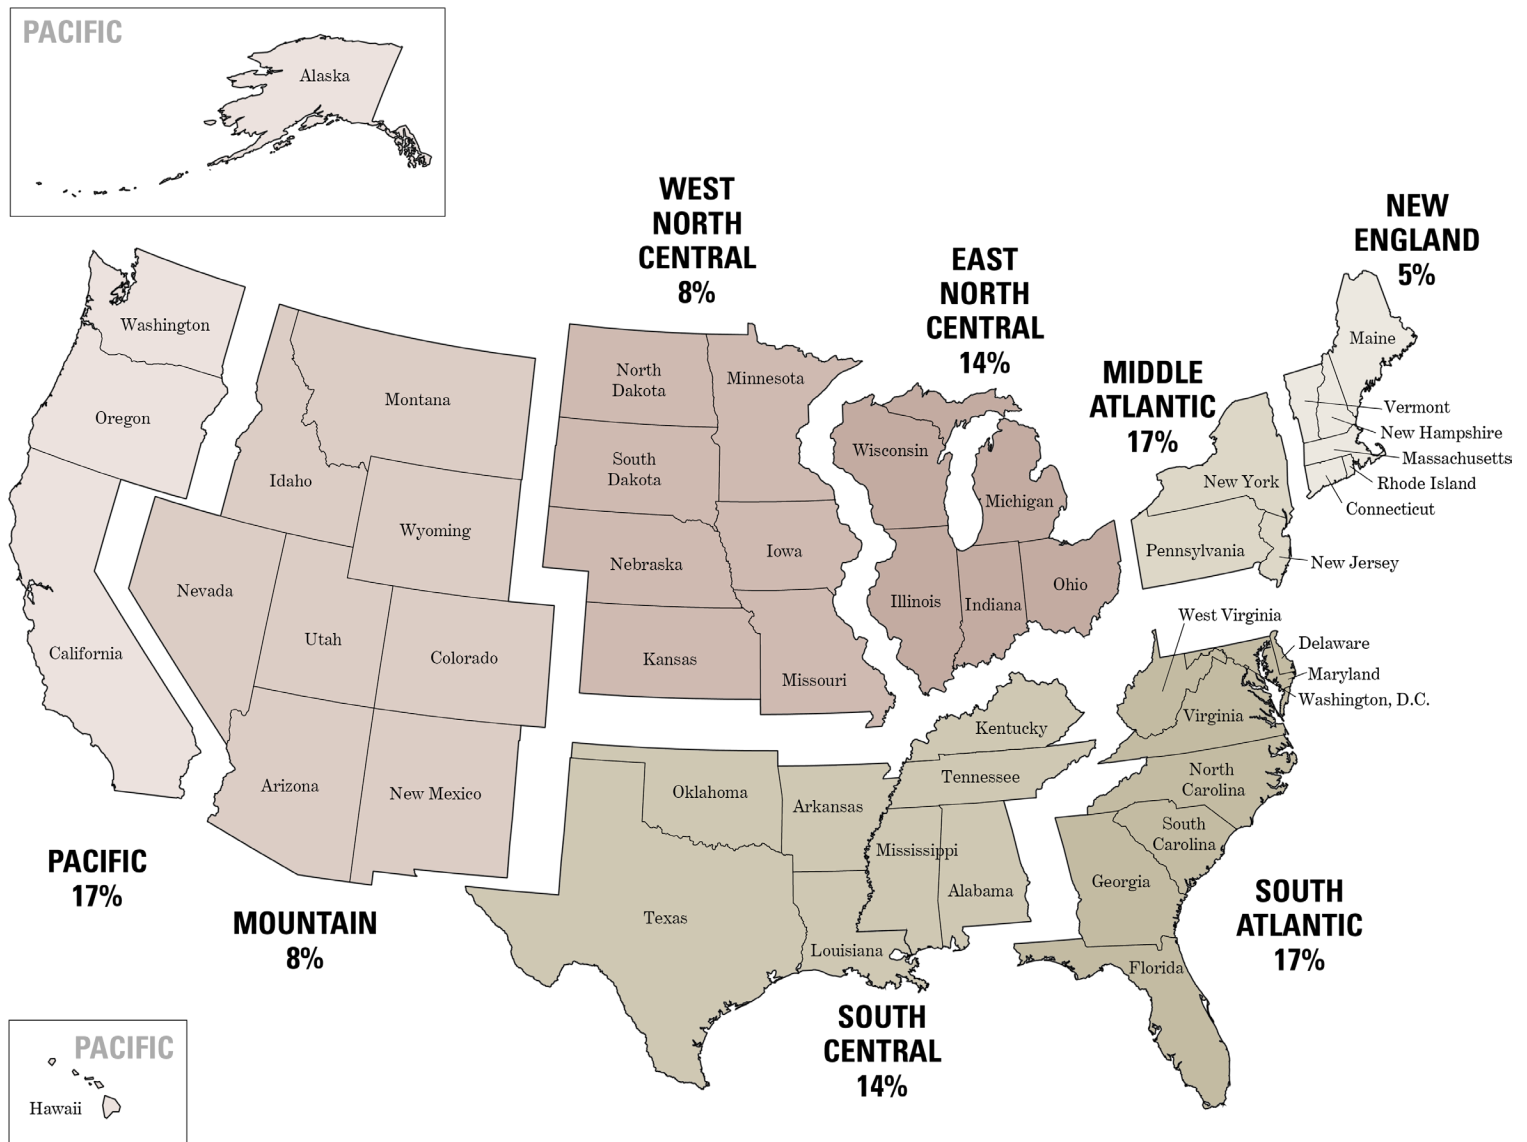 PACIFIC
Alaska
WEST
NORTH
CENTRAL
8%
NEW
ENGLAND
5%
EAST
NORTH
CENTRAL
14%
MIDDLE
ATLANTIC
17%
Washington
Oregon
California
Montana
Idaho
Wyoming
Nevada
Utah
Colorado
Arizona
New Mexico
North
Dakota
Minnesota
South
Dakota
Nebraska
Iowa
Kansas
Missouri
Wisconsin
Michigan
Illinois
Indiana
Ohio
New York
Pennsylvania
New Jersey
Maine
Vermont
New Hampshire
Massachusetts
Rhode Island
Connecticut
West Virginia
Delaware
Maryland
Washington, D.C.
Virginia
North
Carolina
South
Carolina
Georgia
Florida
Kentucky
Tennessee
Oklahoma
Arkansas
Mississippi
Alabama
Texas
Louisiana
PACIFIC
17%
MOUNTAIN
8%
SOUTH
ATLANTIC
17%
SOUTH
CENTRAL
14%
PACIFIC
Hawaii